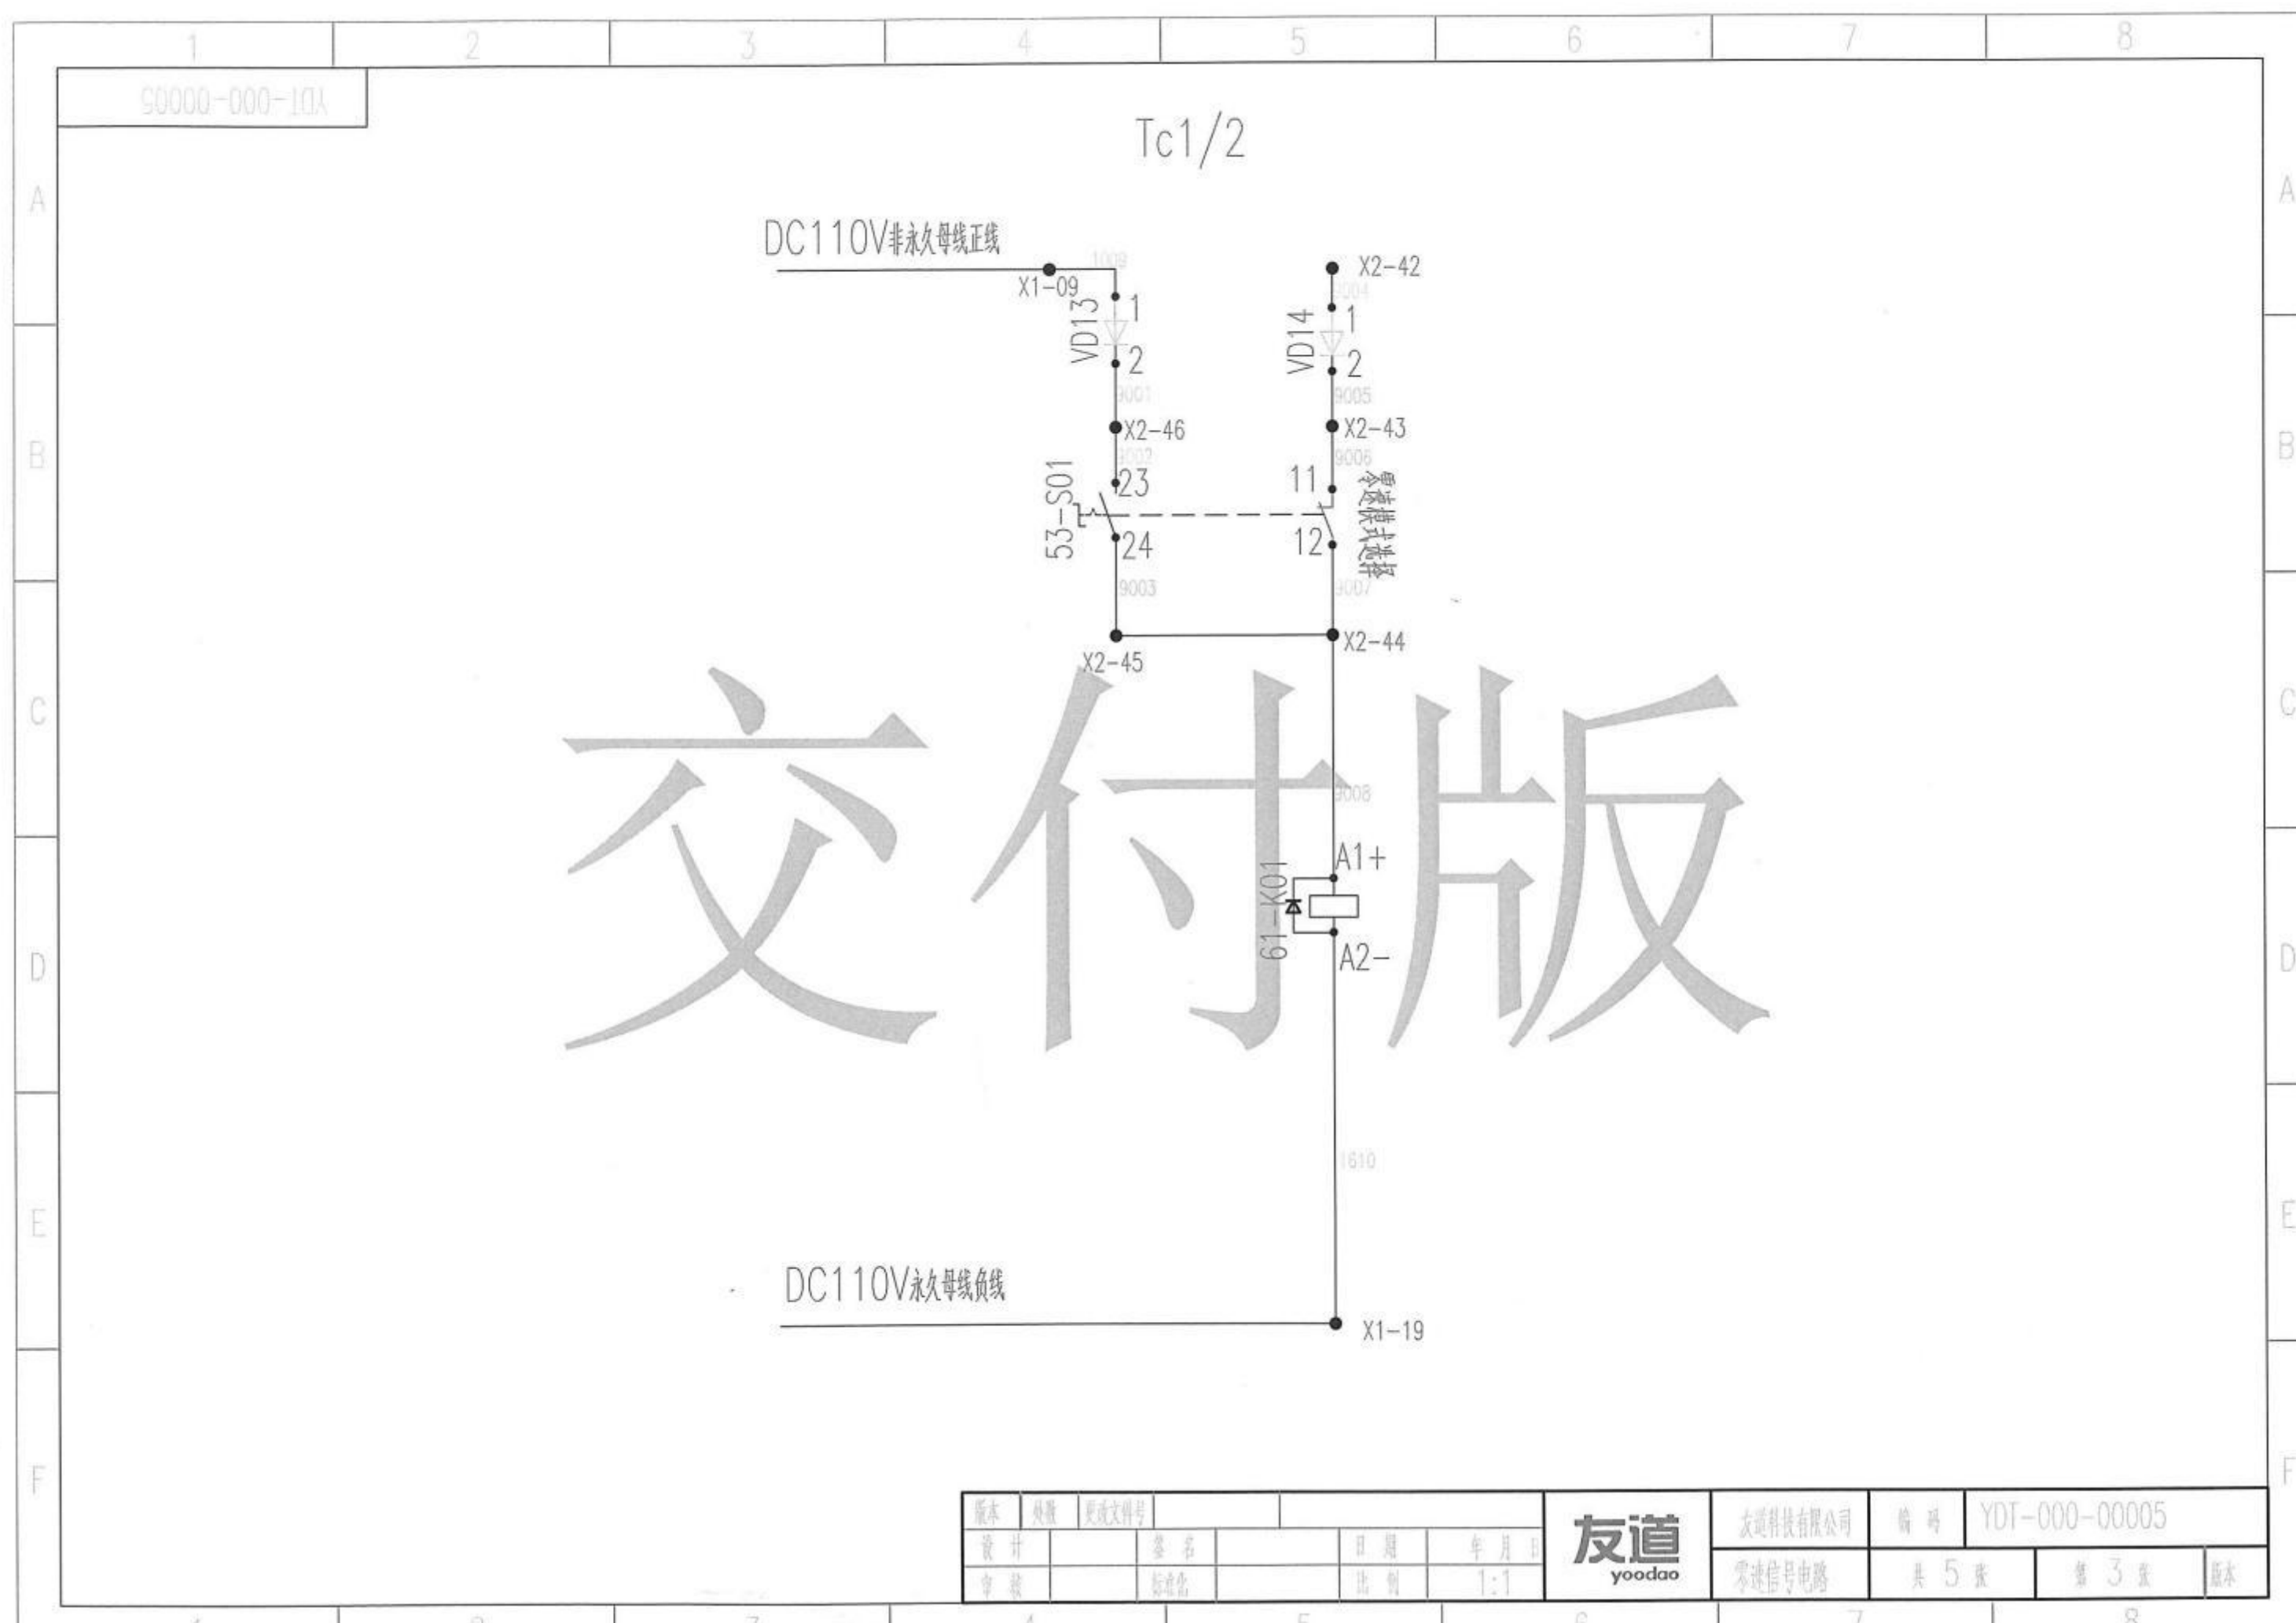 1 2 3 4 5 6 7 8
YDT-000-00005
Tc1/2
A A
DC110V非永久母线正线
1009
X1-09
X2-42
9004
VD13
1
2
VD14
1
2
9001
9005
X2-46
X2-43
B B
9002
9006
53-S01
23
24
11
12
零速模式选择
9003
9007
X2-45
X2-44
C C
交付版
9008
A1+
61-K01
A2-
D D
1610
E E
DC110V永久母线负线
X1-19
F F
版本 处数 更改文件号
设计 签名 日期 年月日
审核 标准化 比例 1:1
友道
yoodao
友道科技有限公司 编码 YDT-000-00005
零速信号电路 共 5 张 第 3 张 版本